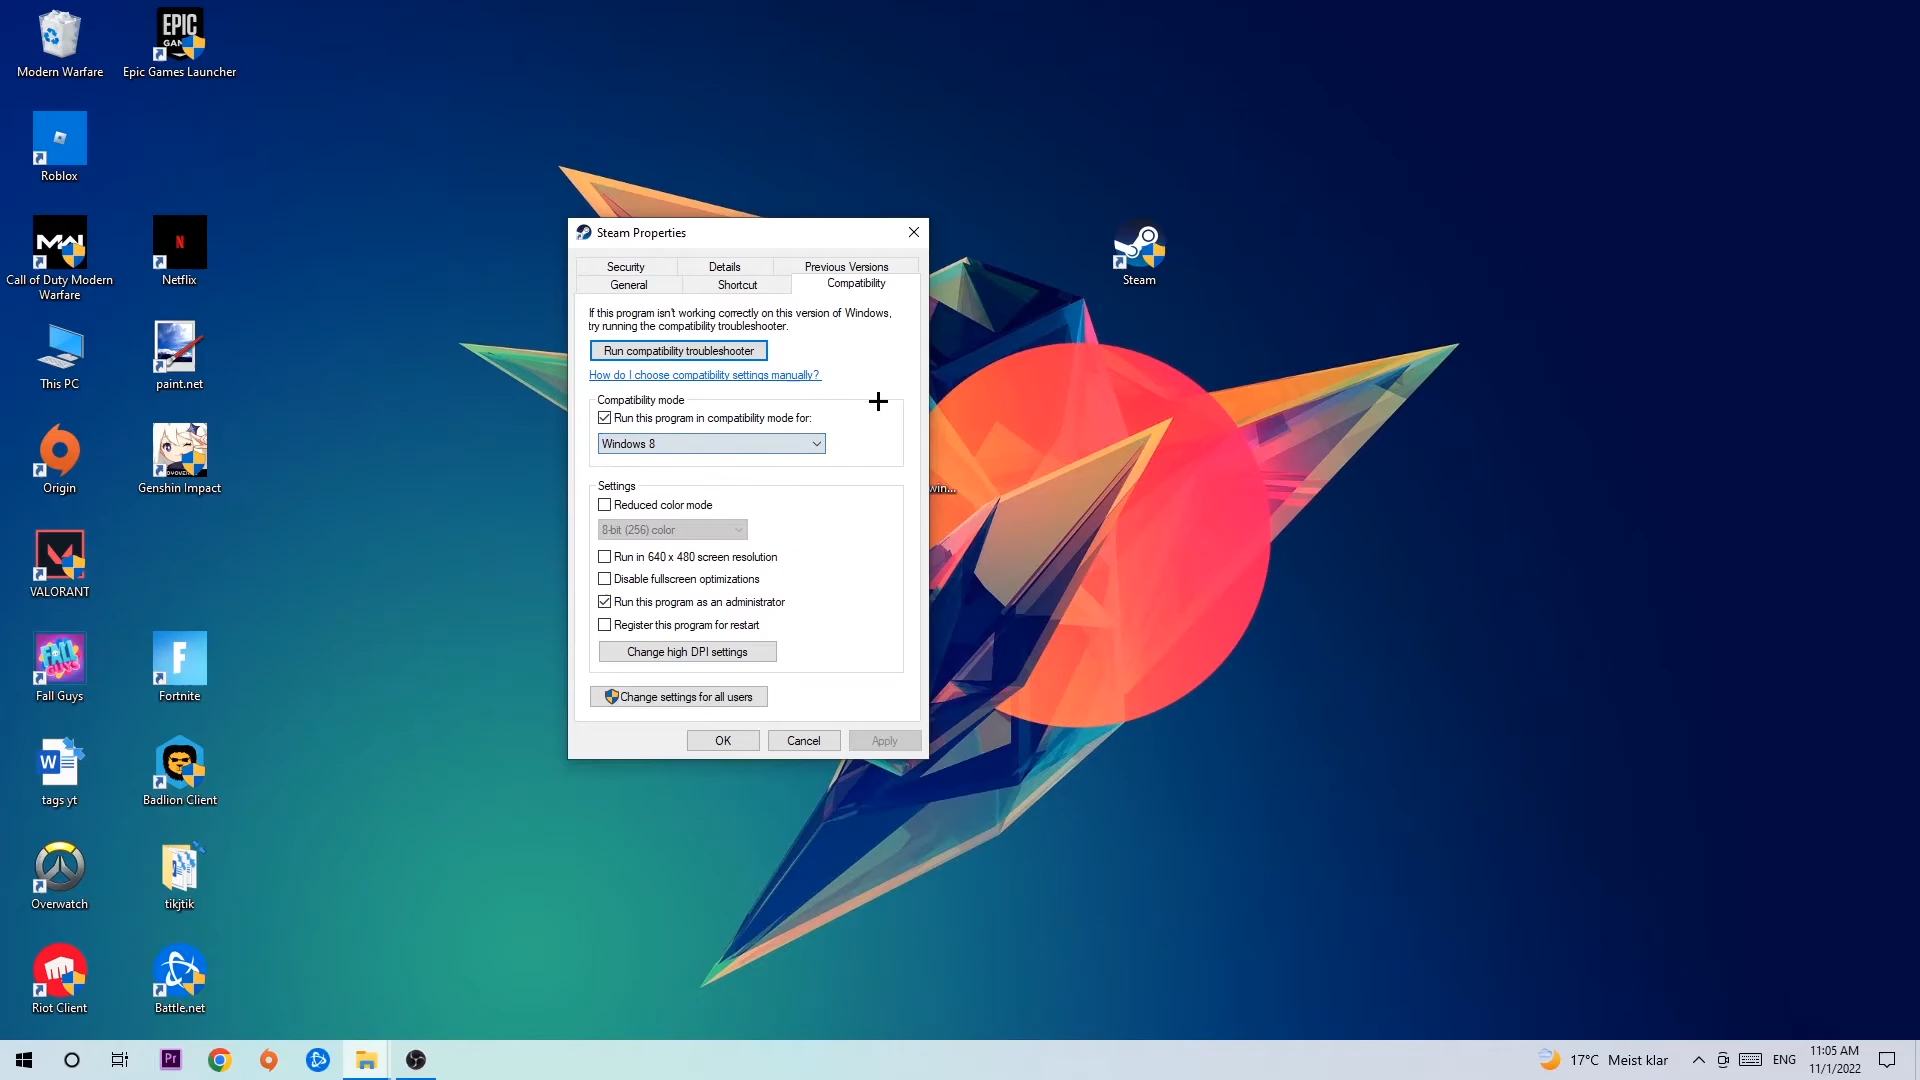 Modern Warfare
Epic Games Launcher
EPIC
GAMES
Roblox
Call of Duty Modern
Warfare
Netflix
N
This PC
paint.net
Origin
Genshin Impact
VALORANT
FALL
GUYS
Fall Guys
F
Fortnite
W
tags yt
Badlion Client
Overwatch
tikjtik
Riot Client
Battle.net
Steam
win...
Steam Properties
Security
Details
Previous Versions
General
Shortcut
Compatibility
If this program isn't working correctly on this version of Windows,
try running the compatibility troubleshooter.
Run compatibility troubleshooter
How do I choose compatibility settings manually?
Compatibility mode
Run this program in compatibility mode for:
Windows 8
Settings
Reduced color mode
8-bit (256) color
Run in 640 x 480 screen resolution
Disable fullscreen optimizations
Run this program as an administrator
Register this program for restart
Change high DPI settings
Change settings for all users
OK
Cancel
Apply
Pr
17°C Meist klar
ENG
11:05 AM
11/1/2022